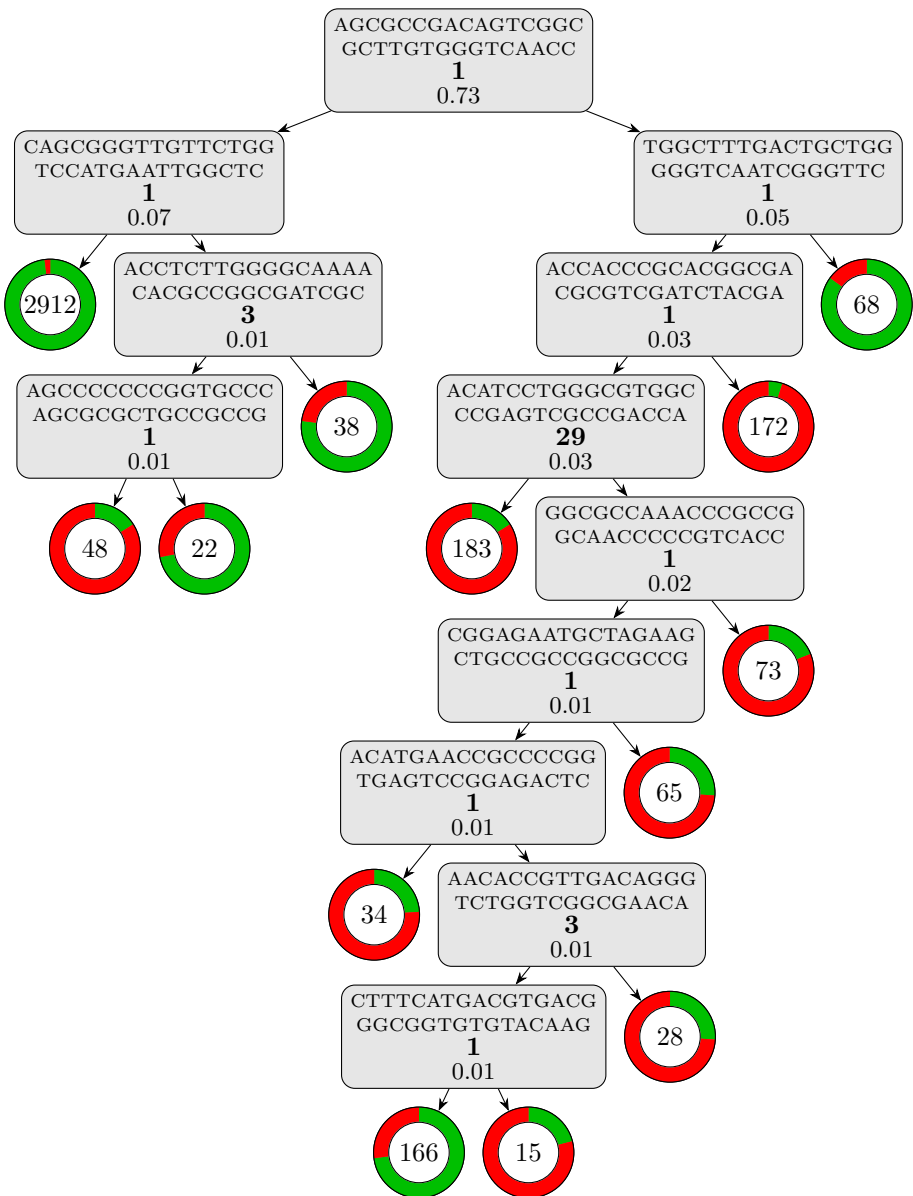 AGCGCCGACAGTCGGC
GCTTGTGGGTCAACC
1
0.73
CAGCGGGTTGTTCTGG
TCCATGAATTGGCTC
1
0.07
TGGCTTTGACTGCTGG
GGGTCAATCGGGTTC
1
0.05
2912
ACCTCTTGGGGCAAAA
CACGCCGGCGATCGC
3
0.01
ACCACCCGCACGGCGA
CGCGTCGATCTACGA
1
0.03
68
AGCCCCCCCGGTGCCC
AGCGCGCTGCCGCCG
1
0.01
38
ACATCCTGGGCGTGGC
CCGAGTCGCCGACCA
29
0.03
172
48
22
183
GGCGCCAAACCCGCCG
GCAACCCCCGTCACC
1
0.02
CGGAGAATGCTAGAAG
CTGCCGCCGGCGCCG
1
0.01
73
ACATGAACCGCCCCGG
TGAGTCCGGAGACTC
1
0.01
65
34
AACACCGTTGACAGGG
TCTGGTCGGCGAACA
3
0.01
CTTTCATGACGTGACG
GGCGGTGTGTACAAG
1
0.01
28
166
15